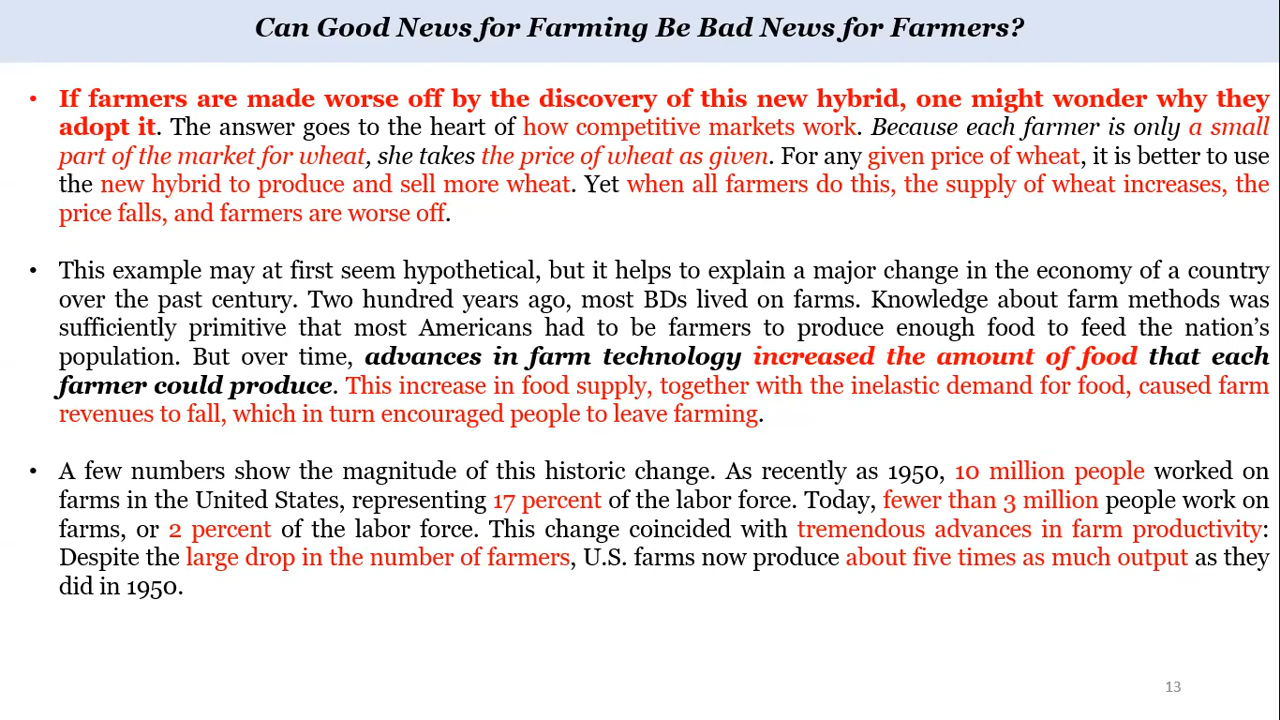 Can Good News for Farming Be Bad News for Farmers?
• If farmers are made worse off by the discovery of this new hybrid, one might wonder why they
adopt it. The answer goes to the heart of how competitive markets work. Because each farmer is only a small
part of the market for wheat, she takes the price of wheat as given. For any given price of wheat, it is better to use
the new hybrid to produce and sell more wheat. Yet when all farmers do this, the supply of wheat increases, the
price falls, and farmers are worse off.
• This example may at first seem hypothetical, but it helps to explain a major change in the economy of a country
over the past century. Two hundred years ago, most BDs lived on farms. Knowledge about farm methods was
sufficiently primitive that most Americans had to be farmers to produce enough food to feed the nation's
population. But over time, advances in farm technology increased the amount of food that each
farmer could produce. This increase in food supply, together with the inelastic demand for food, caused farm
revenues to fall, which in turn encouraged people to leave farming.
• A few numbers show the magnitude of this historic change. As recently as 1950, 10 million people worked on
farms in the United States, representing 17 percent of the labor force. Today, fewer than 3 million people work on
farms, or 2 percent of the labor force. This change coincided with tremendous advances in farm productivity:
Despite the large drop in the number of farmers, U.S. farms now produce about five times as much output as they
did in 1950.
13